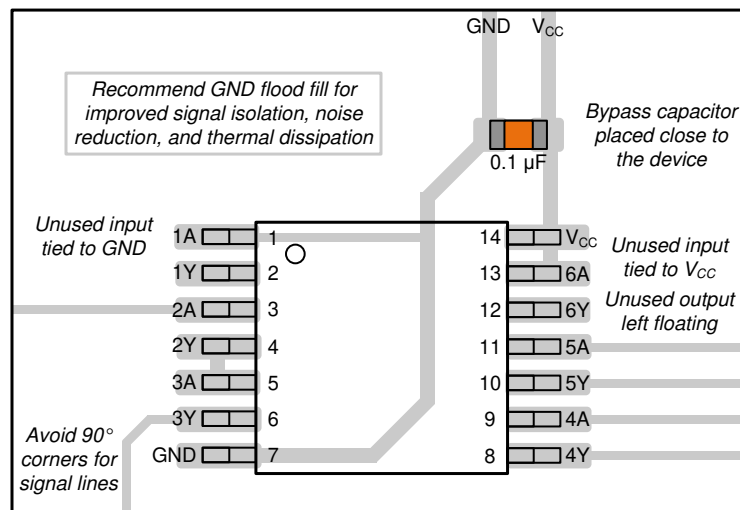 GND V_CC
Recommend GND flood fill for
improved signal isolation, noise
reduction, and thermal dissipation
0.1 µF
Bypass capacitor
placed close to
the device
Unused input
tied to GND
1A 1
1Y 2
2A 3
2Y 4
3A 5
3Y 6
GND 7
14 V_CC
13 6A
12 6Y
11 5A
10 5Y
9 4A
8 4Y
Unused input
tied to V_CC
Unused output
left floating
Avoid 90°
corners for
signal lines